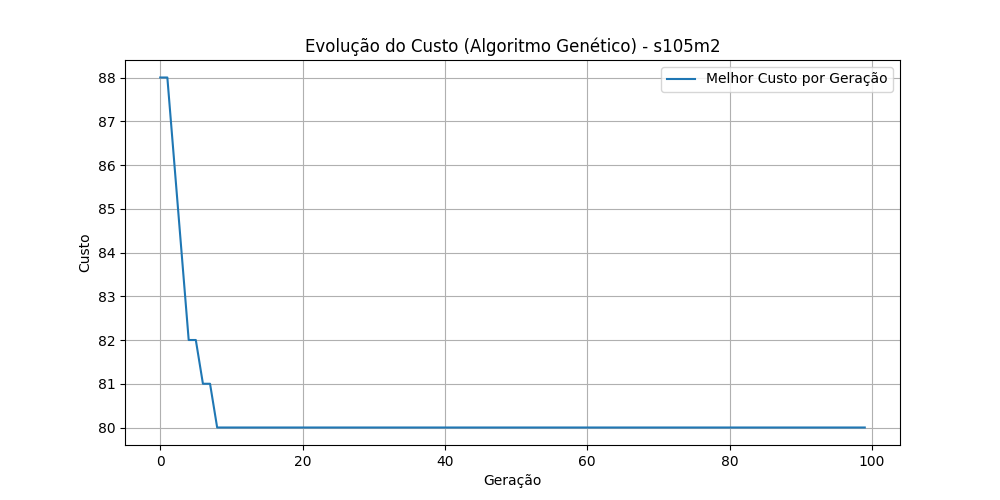 Evolução do Custo (Algoritmo Genético) - s105m2
Melhor Custo por Geração
88
87
86
85
84
83
82
81
80
Custo
0 20 40 60 80 100
Geração